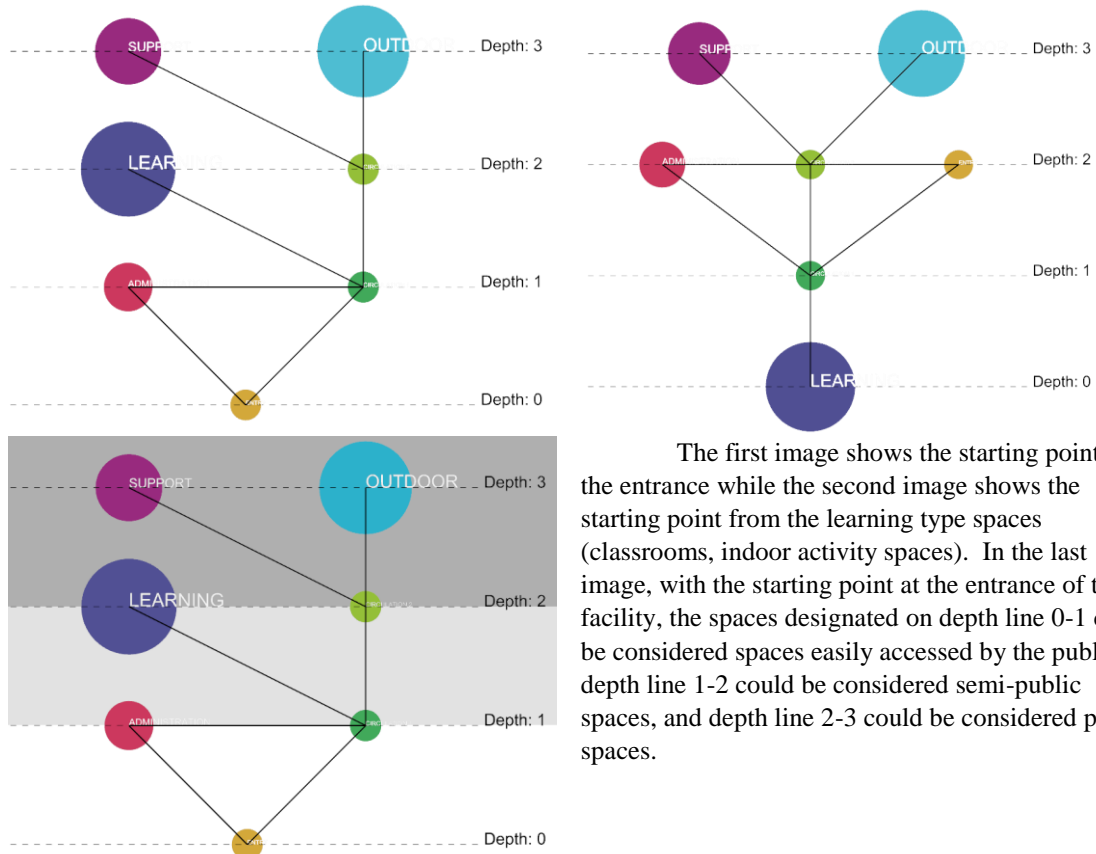 SUPP
OUTDOOR
Depth: 3
LEARNING
Depth: 2
ADMI
Depth: 1
Depth: 0
SUPP
OUTD
Depth: 3
ADMI
Depth: 2
Depth: 1
LEARNING
Depth: 0
SUPPORT
OUTDOOR
Depth: 3
LEARNING
Depth: 2
ADMINISTRATION
Depth: 1
Depth: 0
The first image shows the starting point
the entrance while the second image shows the
starting point from the learning type spaces
(classrooms, indoor activity spaces). In the last
image, with the starting point at the entrance of t
facility, the spaces designated on depth line 0-1 c
be considered spaces easily accessed by the publ
depth line 1-2 could be considered semi-public
spaces, and depth line 2-3 could be considered p
spaces.